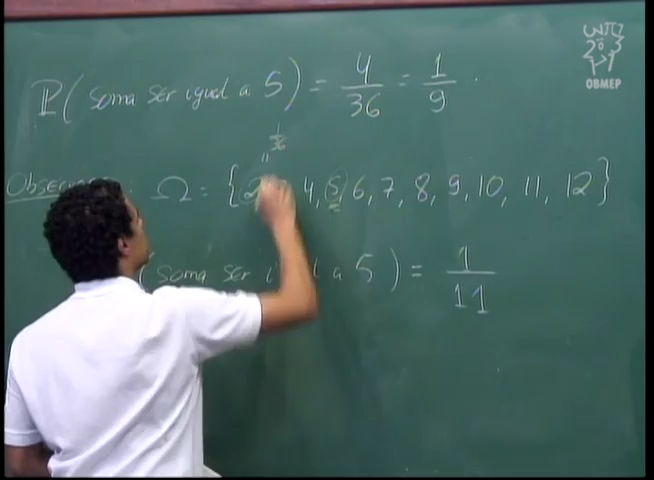 P(soma ser igual a 5) = 4/36 = 1/9.
1/36
Ω = {2, 4, 5, 6, 7, 8, 9, 10, 11, 12}
(soma ser a 5) = 1/11
OBMEP